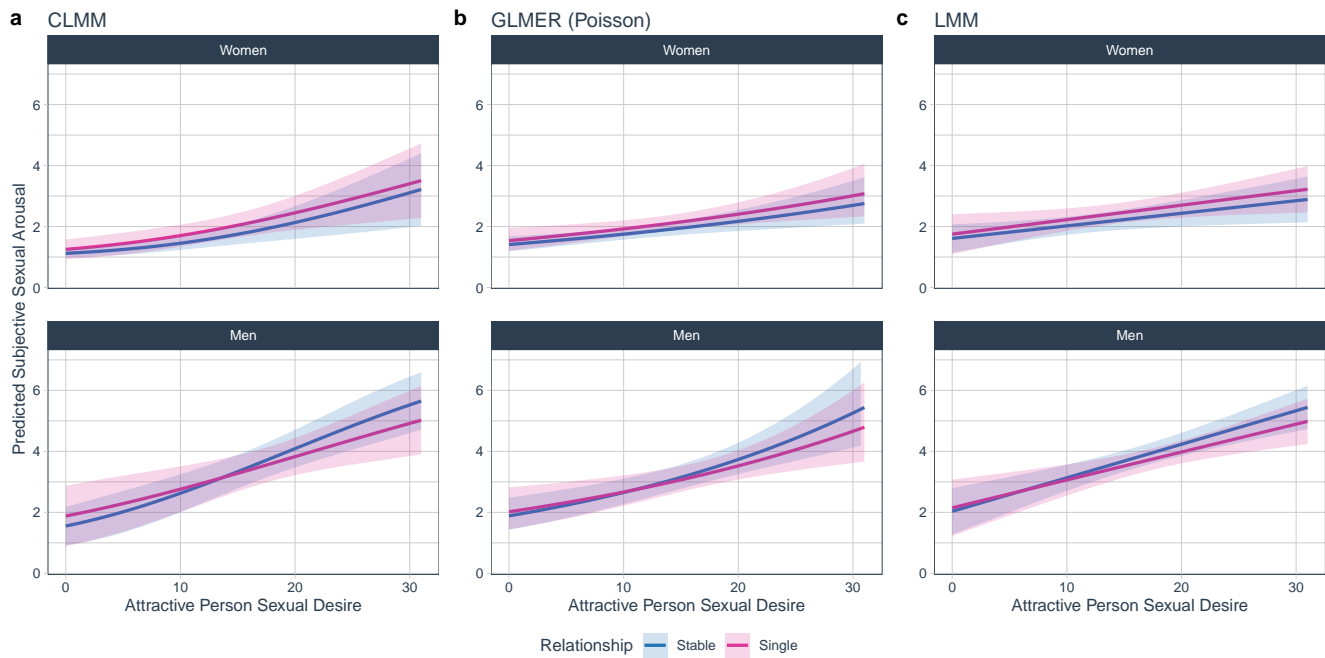 a CLMM
b GLMER (Poisson)
c LMM
Women
Women
Women
6
4
2
0
6
4
2
0
6
4
2
0
Predicted Subjective Sexual Arousal
Men
Men
Men
6
4
2
0
6
4
2
0
6
4
2
0
0 10 20 30
0 10 20 30
0 10 20 30
Attractive Person Sexual Desire
Attractive Person Sexual Desire
Attractive Person Sexual Desire
Relationship Stable Single